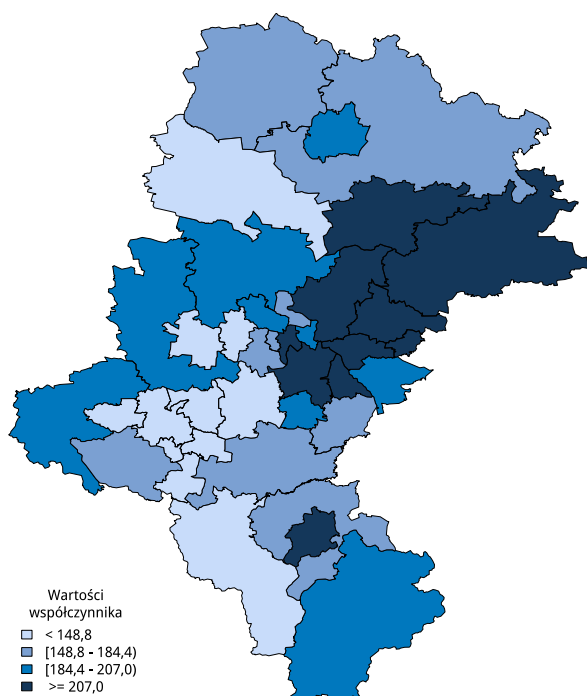 Wartości
współczynnika
< 148,8
[148,8 - 184,4)
[184,4 - 207,0)
>= 207,0